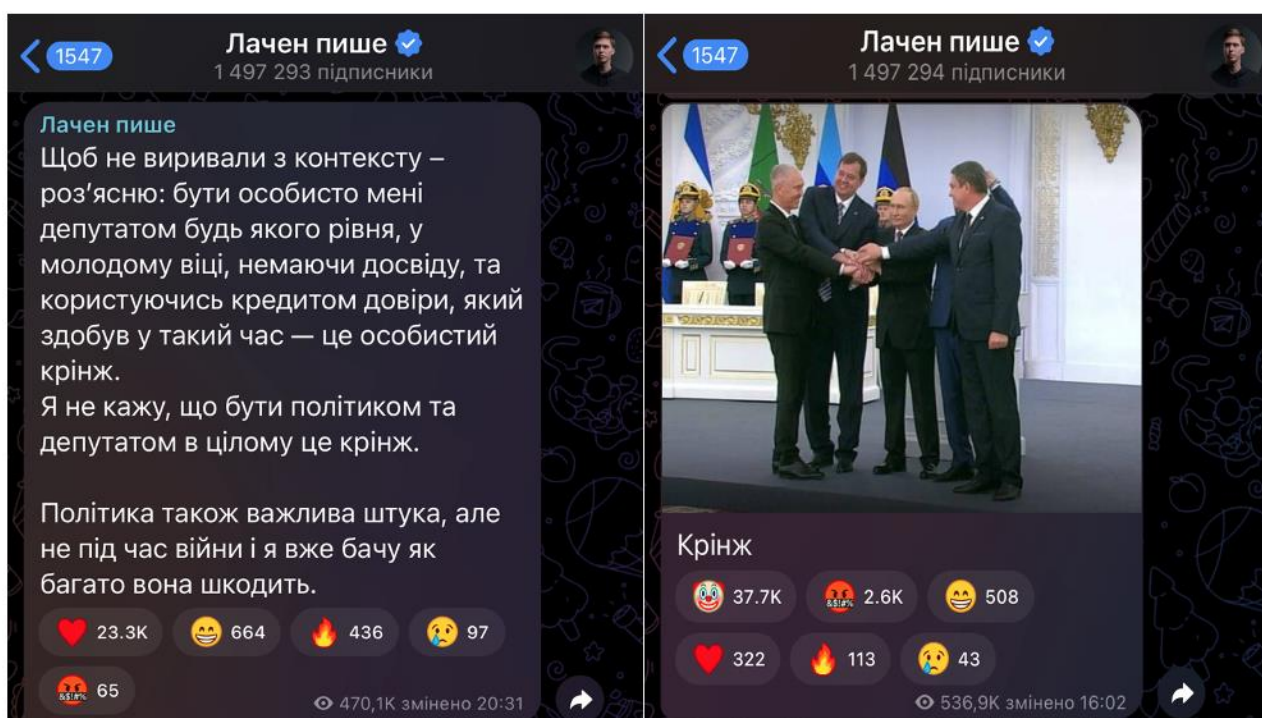 1547
Лачен пише
1 497 293 підписники
Лачен пише
Щоб не виривали з контексту –
роз’ясню: бути особисто мені
депутатом будь якого рівня, у
молодому віці, немаючи досвіду, та
користуючись кредитом довіри, який
здобув у такий час — це особистий
крінж.
Я не кажу, що бути політиком та
депутатом в цілому це крінж.
Політика також важлива штука, але
не під час війни і я вже бачу як
багато вона шкодить.
23.3K 664 436 97
65
470,1K змінено 20:31
1547
Лачен пише
1 497 294 підписники
Крінж
37.7K 2.6K 508
322 113 43
536,9K змінено 16:02